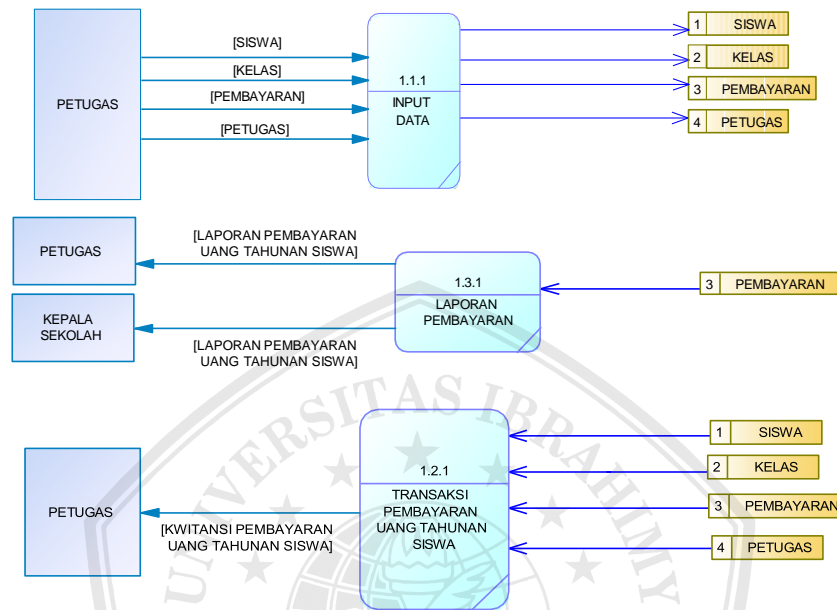 PETUGAS
[SISWA]
[KELAS]
[PEMBAYARAN]
[PETUGAS]
1.1.1
INPUT
DATA
1 SISWA
2 KELAS
3 PEMBAYARAN
4 PETUGAS
PETUGAS
KEPALA
SEKOLAH
[LAPORAN PEMBAYARAN
UANG TAHUNAN SISWA]
[LAPORAN PEMBAYARAN
UANG TAHUNAN SISWA]
1.3.1
LAPORAN
PEMBAYARAN
3 PEMBAYARAN
UNIVERSITAS IBRAHIMY
PETUGAS
[KWITANSI PEMBAYARAN
UANG TAHUNAN SISWA]
1.2.1
TRANSAKSI
PEMBAYARAN
UANG TAHUNAN
SISWA
1 SISWA
2 KELAS
3 PEMBAYARAN
4 PETUGAS